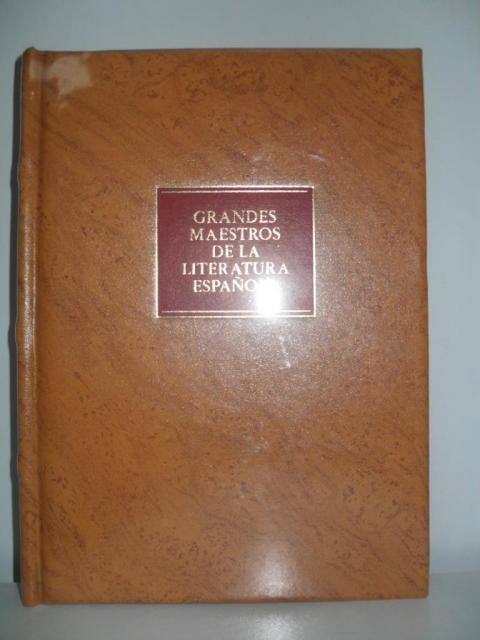 GRANDES
MAESTROS
DE LA
LITERATURA
ESPAÑOLA